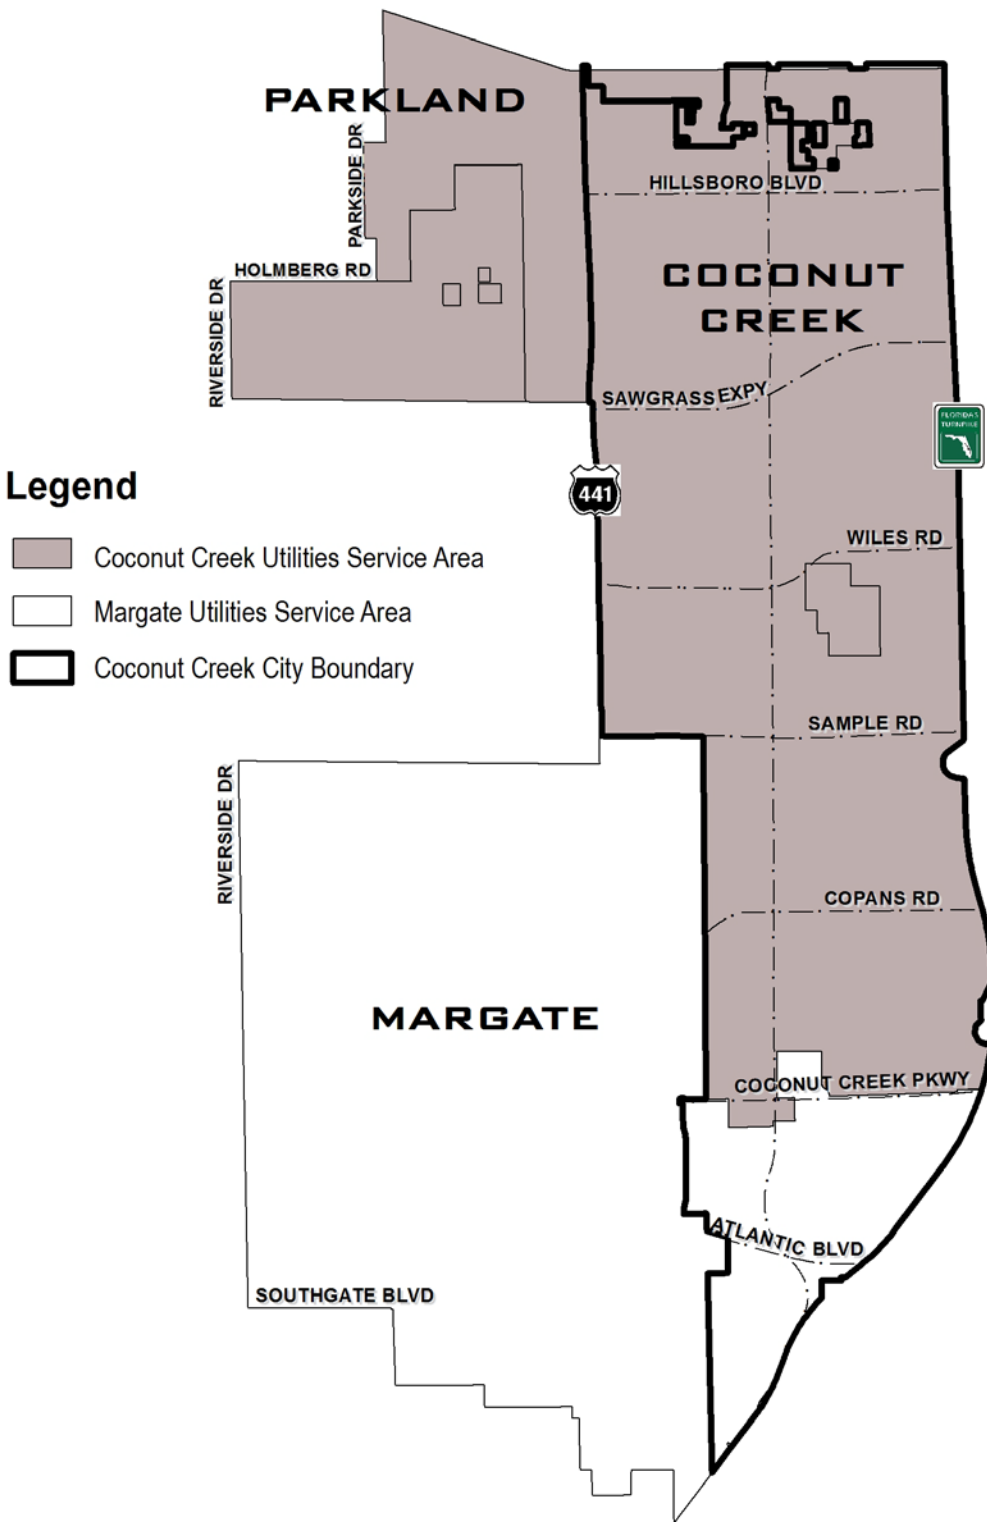 PARKLAND
PARKSIDE DR
HILLSBORO BLVD
HOLMBERG RD
RIVERSIDE DR
COCONUT
CREEK
SAWGRASS EXPY
FLORIDA'S
TURNPIKE
441
Legend
Coconut Creek Utilities Service Area
Margate Utilities Service Area
Coconut Creek City Boundary
WILES RD
SAMPLE RD
RIVERSIDE DR
COPANS RD
MARGATE
COCONUT CREEK PKWY
ATLANTIC BLVD
SOUTHGATE BLVD